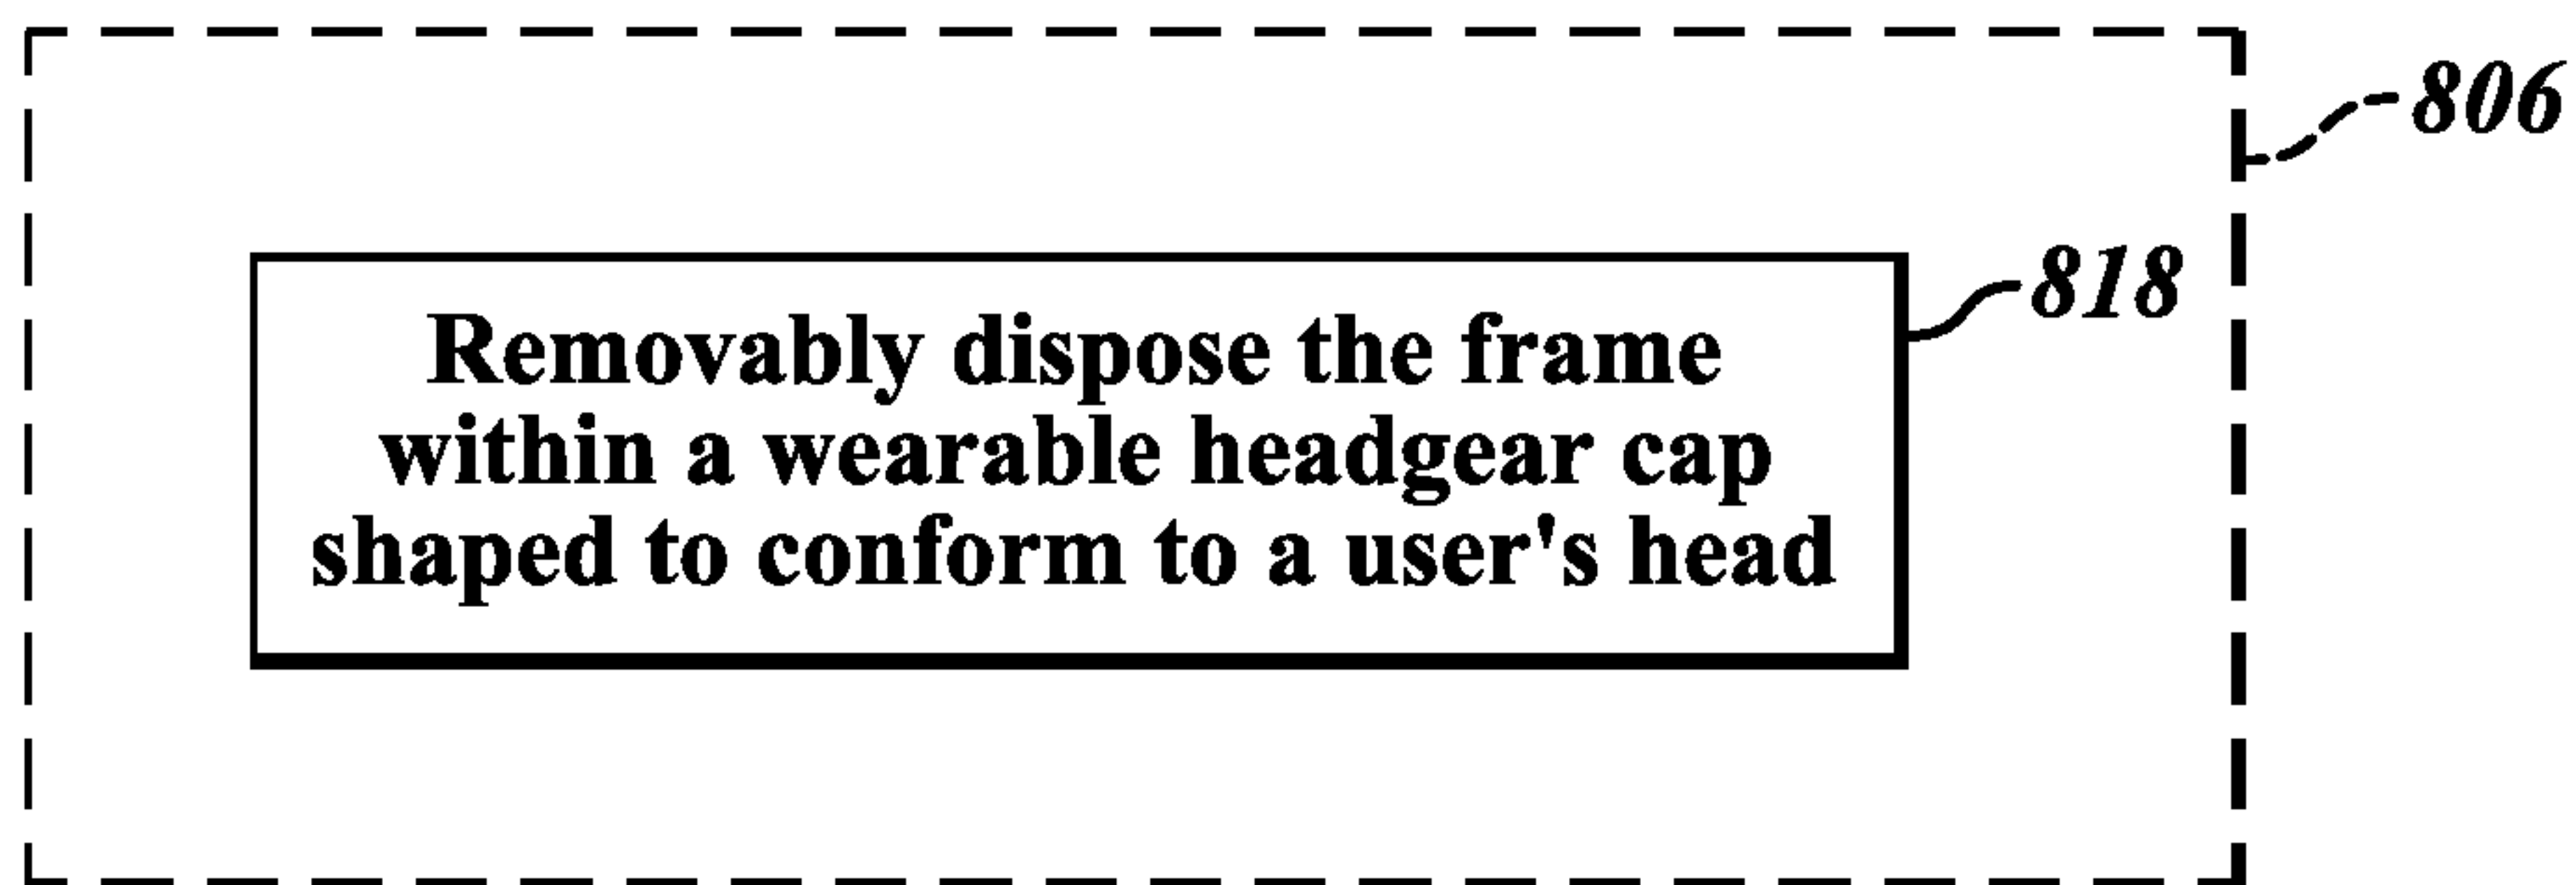 806
818
Removably dispose the frame
within a wearable headgear cap
shaped to conform to a user's head